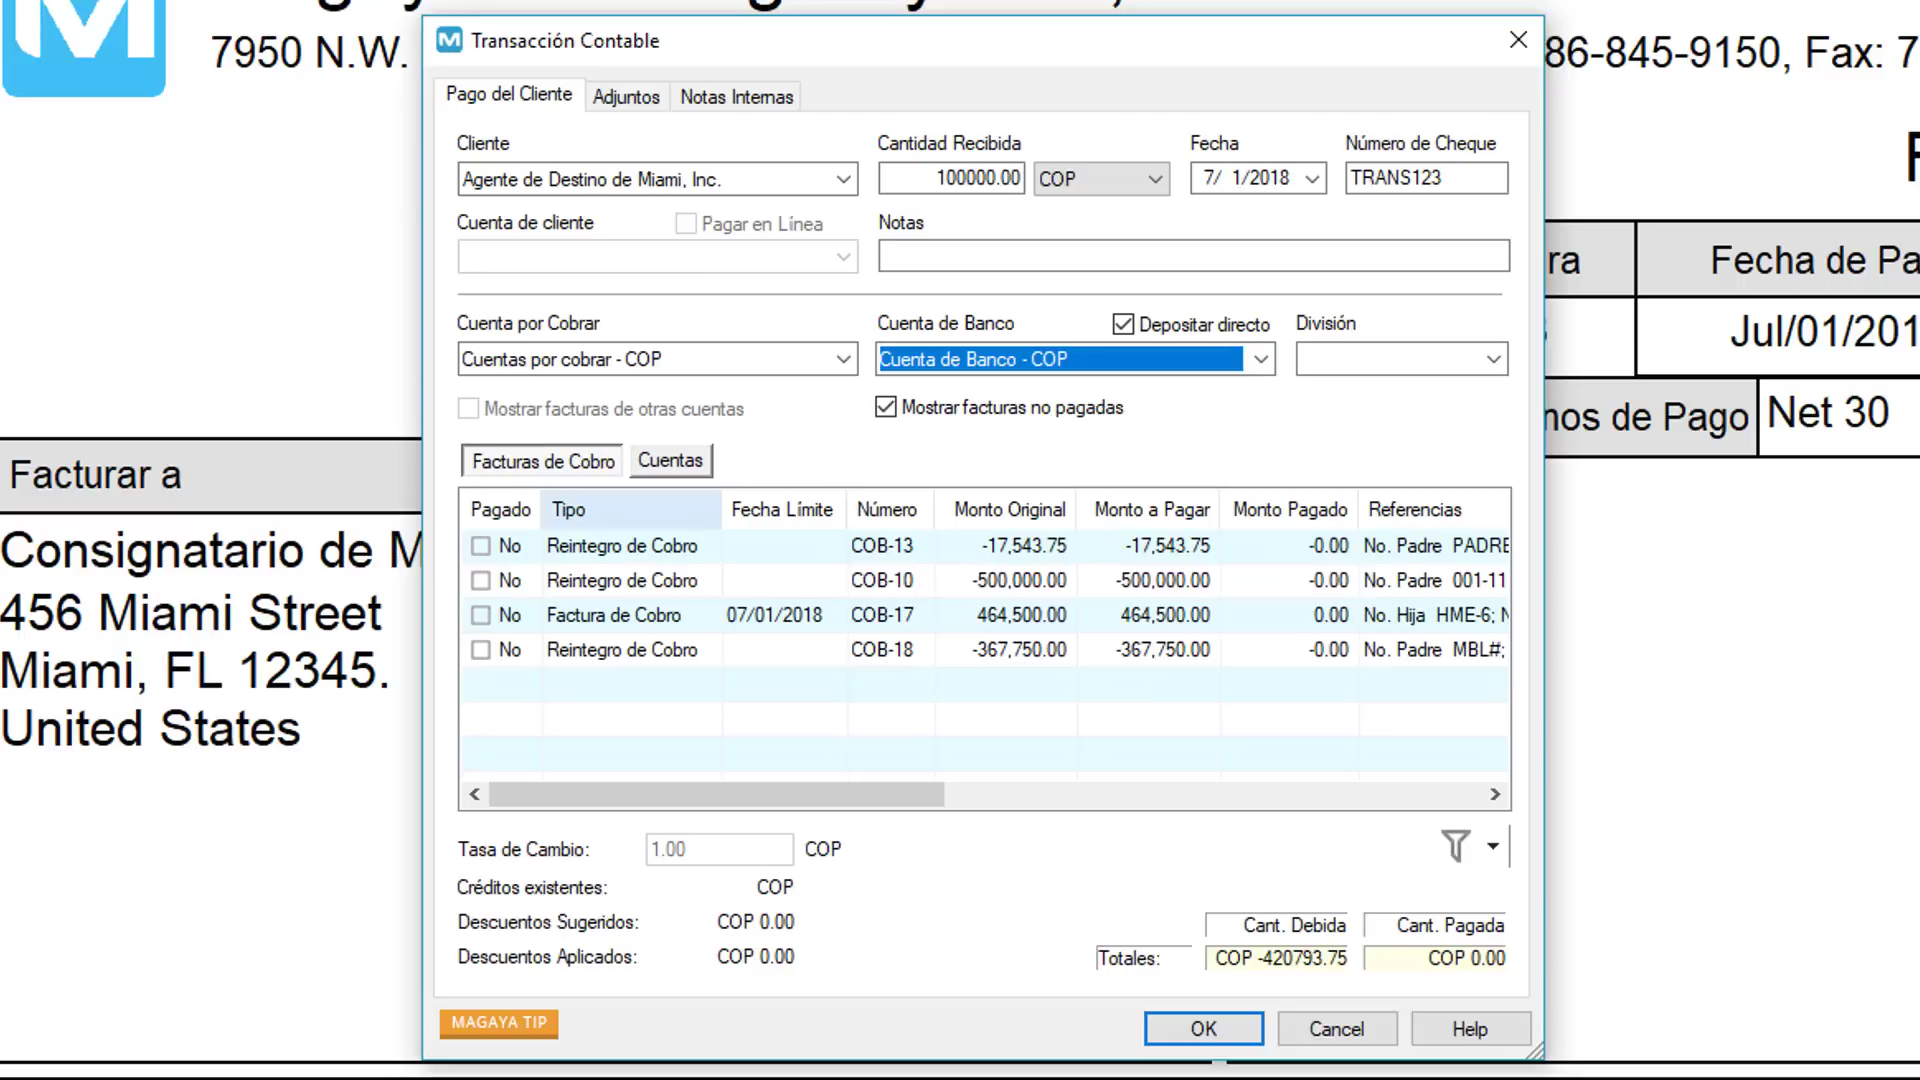 7950 N.W.
86-845-9150, Fax: 7
Transacción Contable
Pago del Cliente
Adjuntos
Notas Internas
Cliente
Cantidad Recibida
Fecha
Número de Cheque
Agente de Destino de Miami, Inc.
100000.00
COP
7/ 1/2018
TRANS123
Cuenta de cliente
Pagar en Línea
Notas
Cuenta por Cobrar
Cuenta de Banco
Depositar directo
División
Cuentas por cobrar - COP
Cuenta de Banco - COP
Mostrar facturas de otras cuentas
Mostrar facturas no pagadas
Facturas de Cobro
Cuentas
Pagado Tipo Fecha Límite Número Monto Original Monto a Pagar Monto Pagado Referencias
No Reintegro de Cobro COB-13 -17,543.75 -17,543.75 -0.00 No. Padre PADRE
No Reintegro de Cobro COB-10 -500,000.00 -500,000.00 -0.00 No. Padre 001-11
No Factura de Cobro 07/01/2018 COB-17 464,500.00 464,500.00 0.00 No. Hija HME-6; N
No Reintegro de Cobro COB-18 -367,750.00 -367,750.00 -0.00 No. Padre MBL#;
Tasa de Cambio: 1.00 COP
Créditos existentes: COP
Descuentos Sugeridos: COP 0.00
Descuentos Aplicados: COP 0.00
Cant. Debida Cant. Pagada
Totales: COP -420793.75 COP 0.00
MAGAYA TIP
OK
Cancel
Help
ra
Fecha de Pa
Jul/01/201
nos de Pago
Net 30
Facturar a
Consignatario de M
456 Miami Street
Miami, FL 12345.
United States